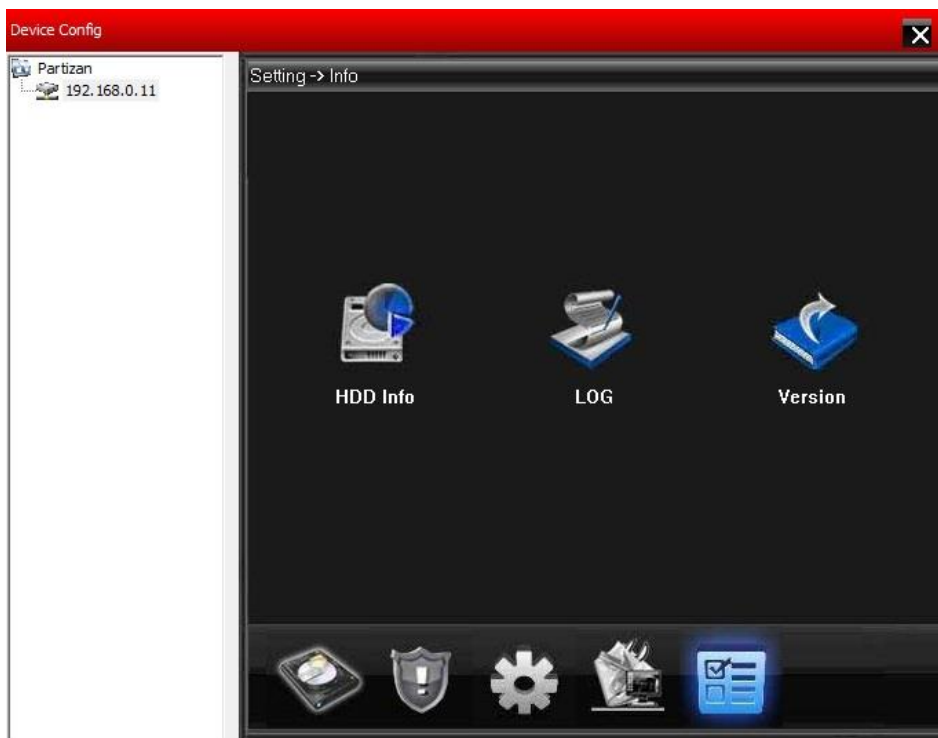 Device Config
Partizan
192.168.0.11
Setting -> Info
HDD Info
LOG
Version